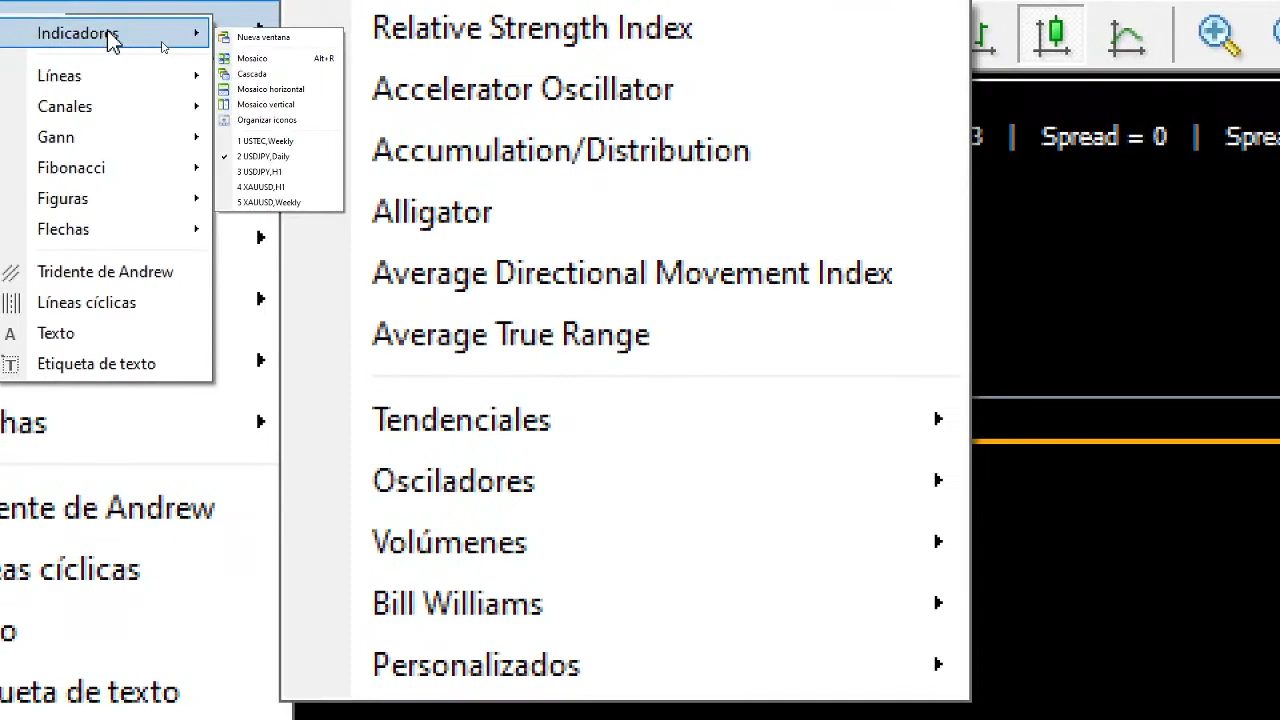 Indicadores
Líneas
Canales
Gann
Fibonacci
Figuras
Flechas
Tridente de Andrew
Líneas cíclicas
A Texto
T Etiqueta de texto
Nueva ventana
Mosaico Alt+R
Cascada
Mosaico horizontal
Mosaico vertical
Organizar iconos
1 USTEC,Weekly
2 USDJPY,Daily
3 USDJPY,H1
4 XAUUSD,H1
5 XAUUSD,Weekly
has
ente de Andrew
as cíclicas
o
ueta de texto
Relative Strength Index
Accelerator Oscillator
Accumulation/Distribution
Alligator
Average Directional Movement Index
Average True Range
Tendenciales
Osciladores
Volúmenes
Bill Williams
Personalizados
3 | Spread = 0 | Sprea